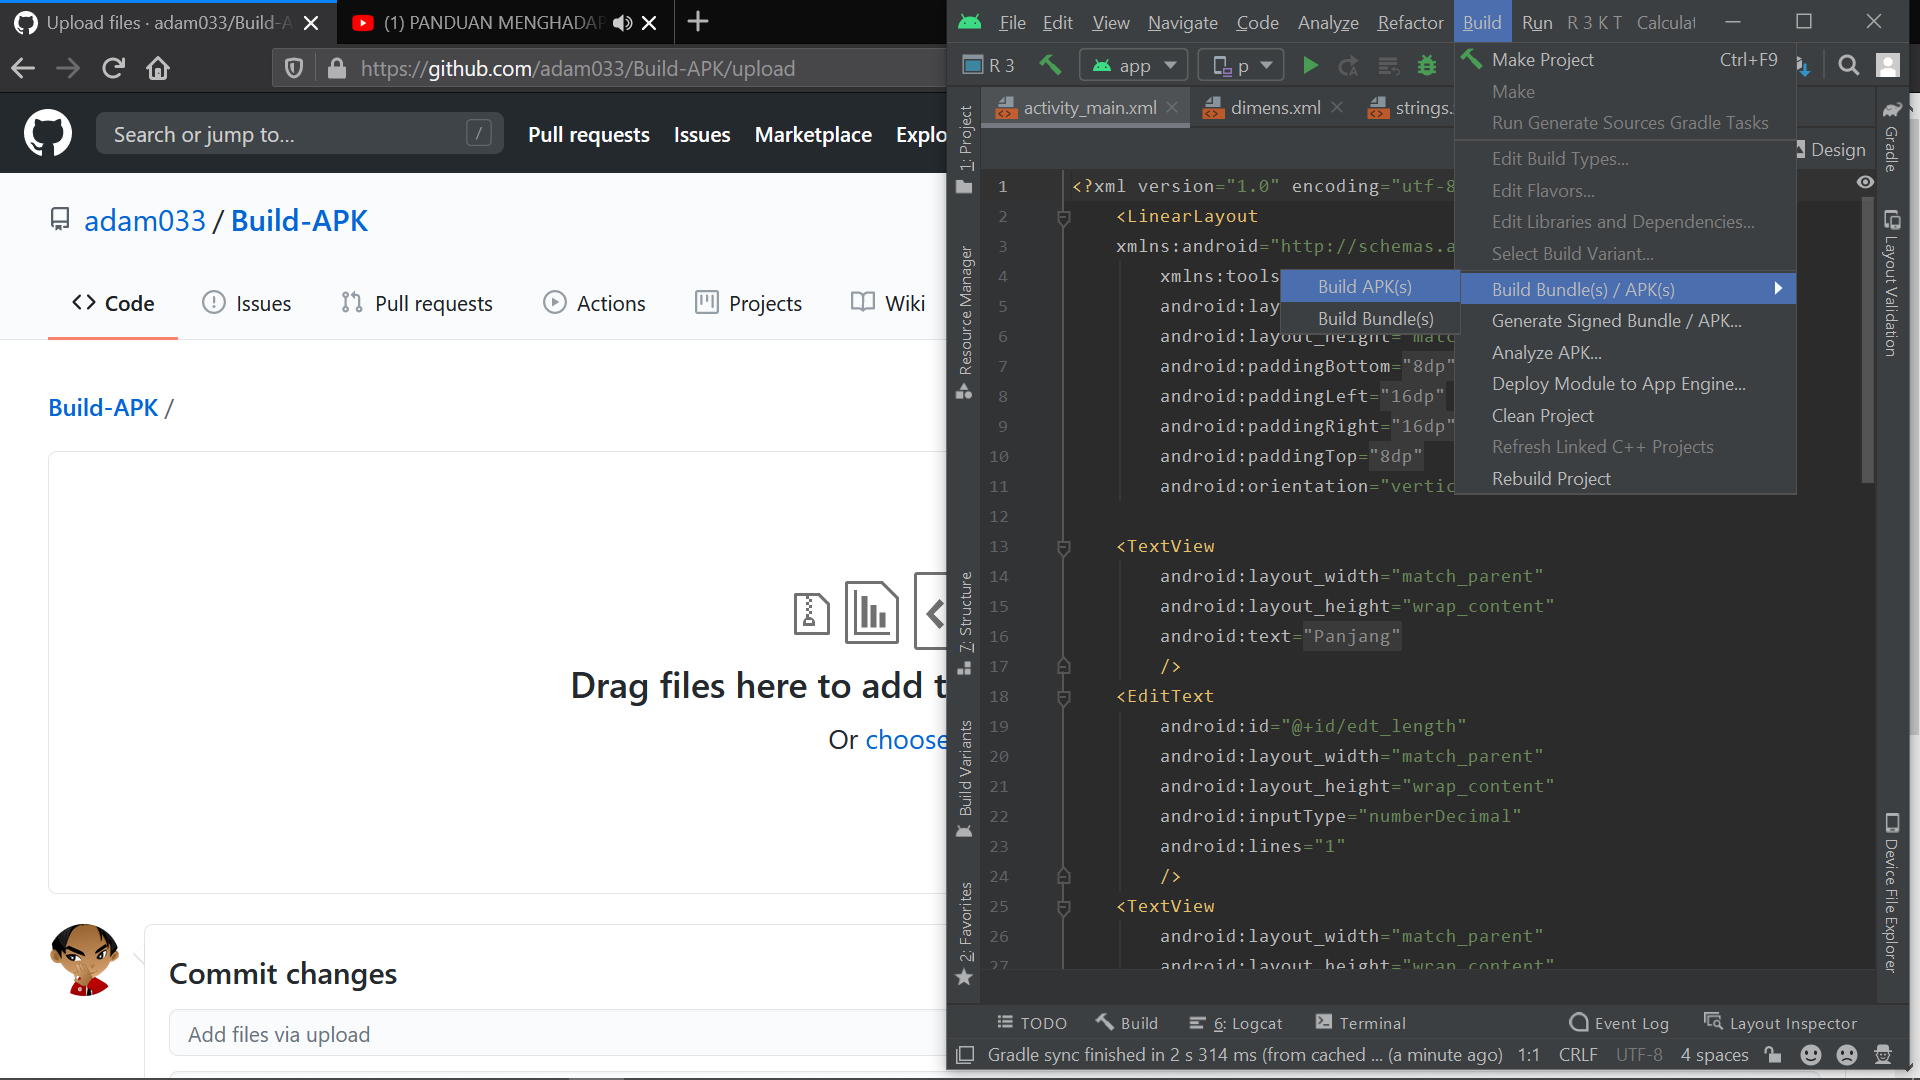 Upload files · adam033/Build-A
(1) PANDUAN MENGHADAP
https://github.com/adam033/Build-APK/upload
Search or jump to...
/
Pull requests
Issues
Marketplace
Explo
adam033 / Build-APK
Code
Issues
Pull requests
Actions
Projects
Wiki
Build-APK /
Drag files here to add t
Or choose
Commit changes
Add files via upload
File Edit View Navigate Code Analyze Refactor Build Run R 3 K T Calculat
R 3
app
p
activity_main.xml
dimens.xml
strings.
Design
1: Project
Resource Manager
7: Structure
Build Variants
2: Favorites
Gradle
Layout Validation
Device File Explorer
Make Project Ctrl+F9
Make
Run Generate Sources Gradle Tasks
Edit Build Types...
Edit Flavors...
Edit Libraries and Dependencies...
Select Build Variant...
Build Bundle(s) / APK(s)
Generate Signed Bundle / APK...
Analyze APK...
Deploy Module to App Engine...
Clean Project
Refresh Linked C++ Projects
Rebuild Project
Build APK(s)
Build Bundle(s)
1 <?xml version="1.0" encoding="utf-8
2 <LinearLayout
3 xmlns:android="http://schemas.a
4 xmlns:tools
5 android:lay
6 android:layout_height="matc
7 android:paddingBottom="8dp"
8 android:paddingLeft="16dp"
9 android:paddingRight="16dp"
10 android:paddingTop="8dp"
11 android:orientation="vertic
12
13 <TextView
14 android:layout_width="match_parent"
15 android:layout_height="wrap_content"
16 android:text="Panjang"
17 />
18 <EditText
19 android:id="@+id/edt_length"
20 android:layout_width="match_parent"
21 android:layout_height="wrap_content"
22 android:inputType="numberDecimal"
23 android:lines="1"
24 />
25 <TextView
26 android:layout_width="match_parent"
27 android:layout_height="wrap_content"
TODO
Build
6: Logcat
Terminal
Event Log
Layout Inspector
Gradle sync finished in 2 s 314 ms (from cached ... (a minute ago) 1:1 CRLF UTF-8 4 spaces